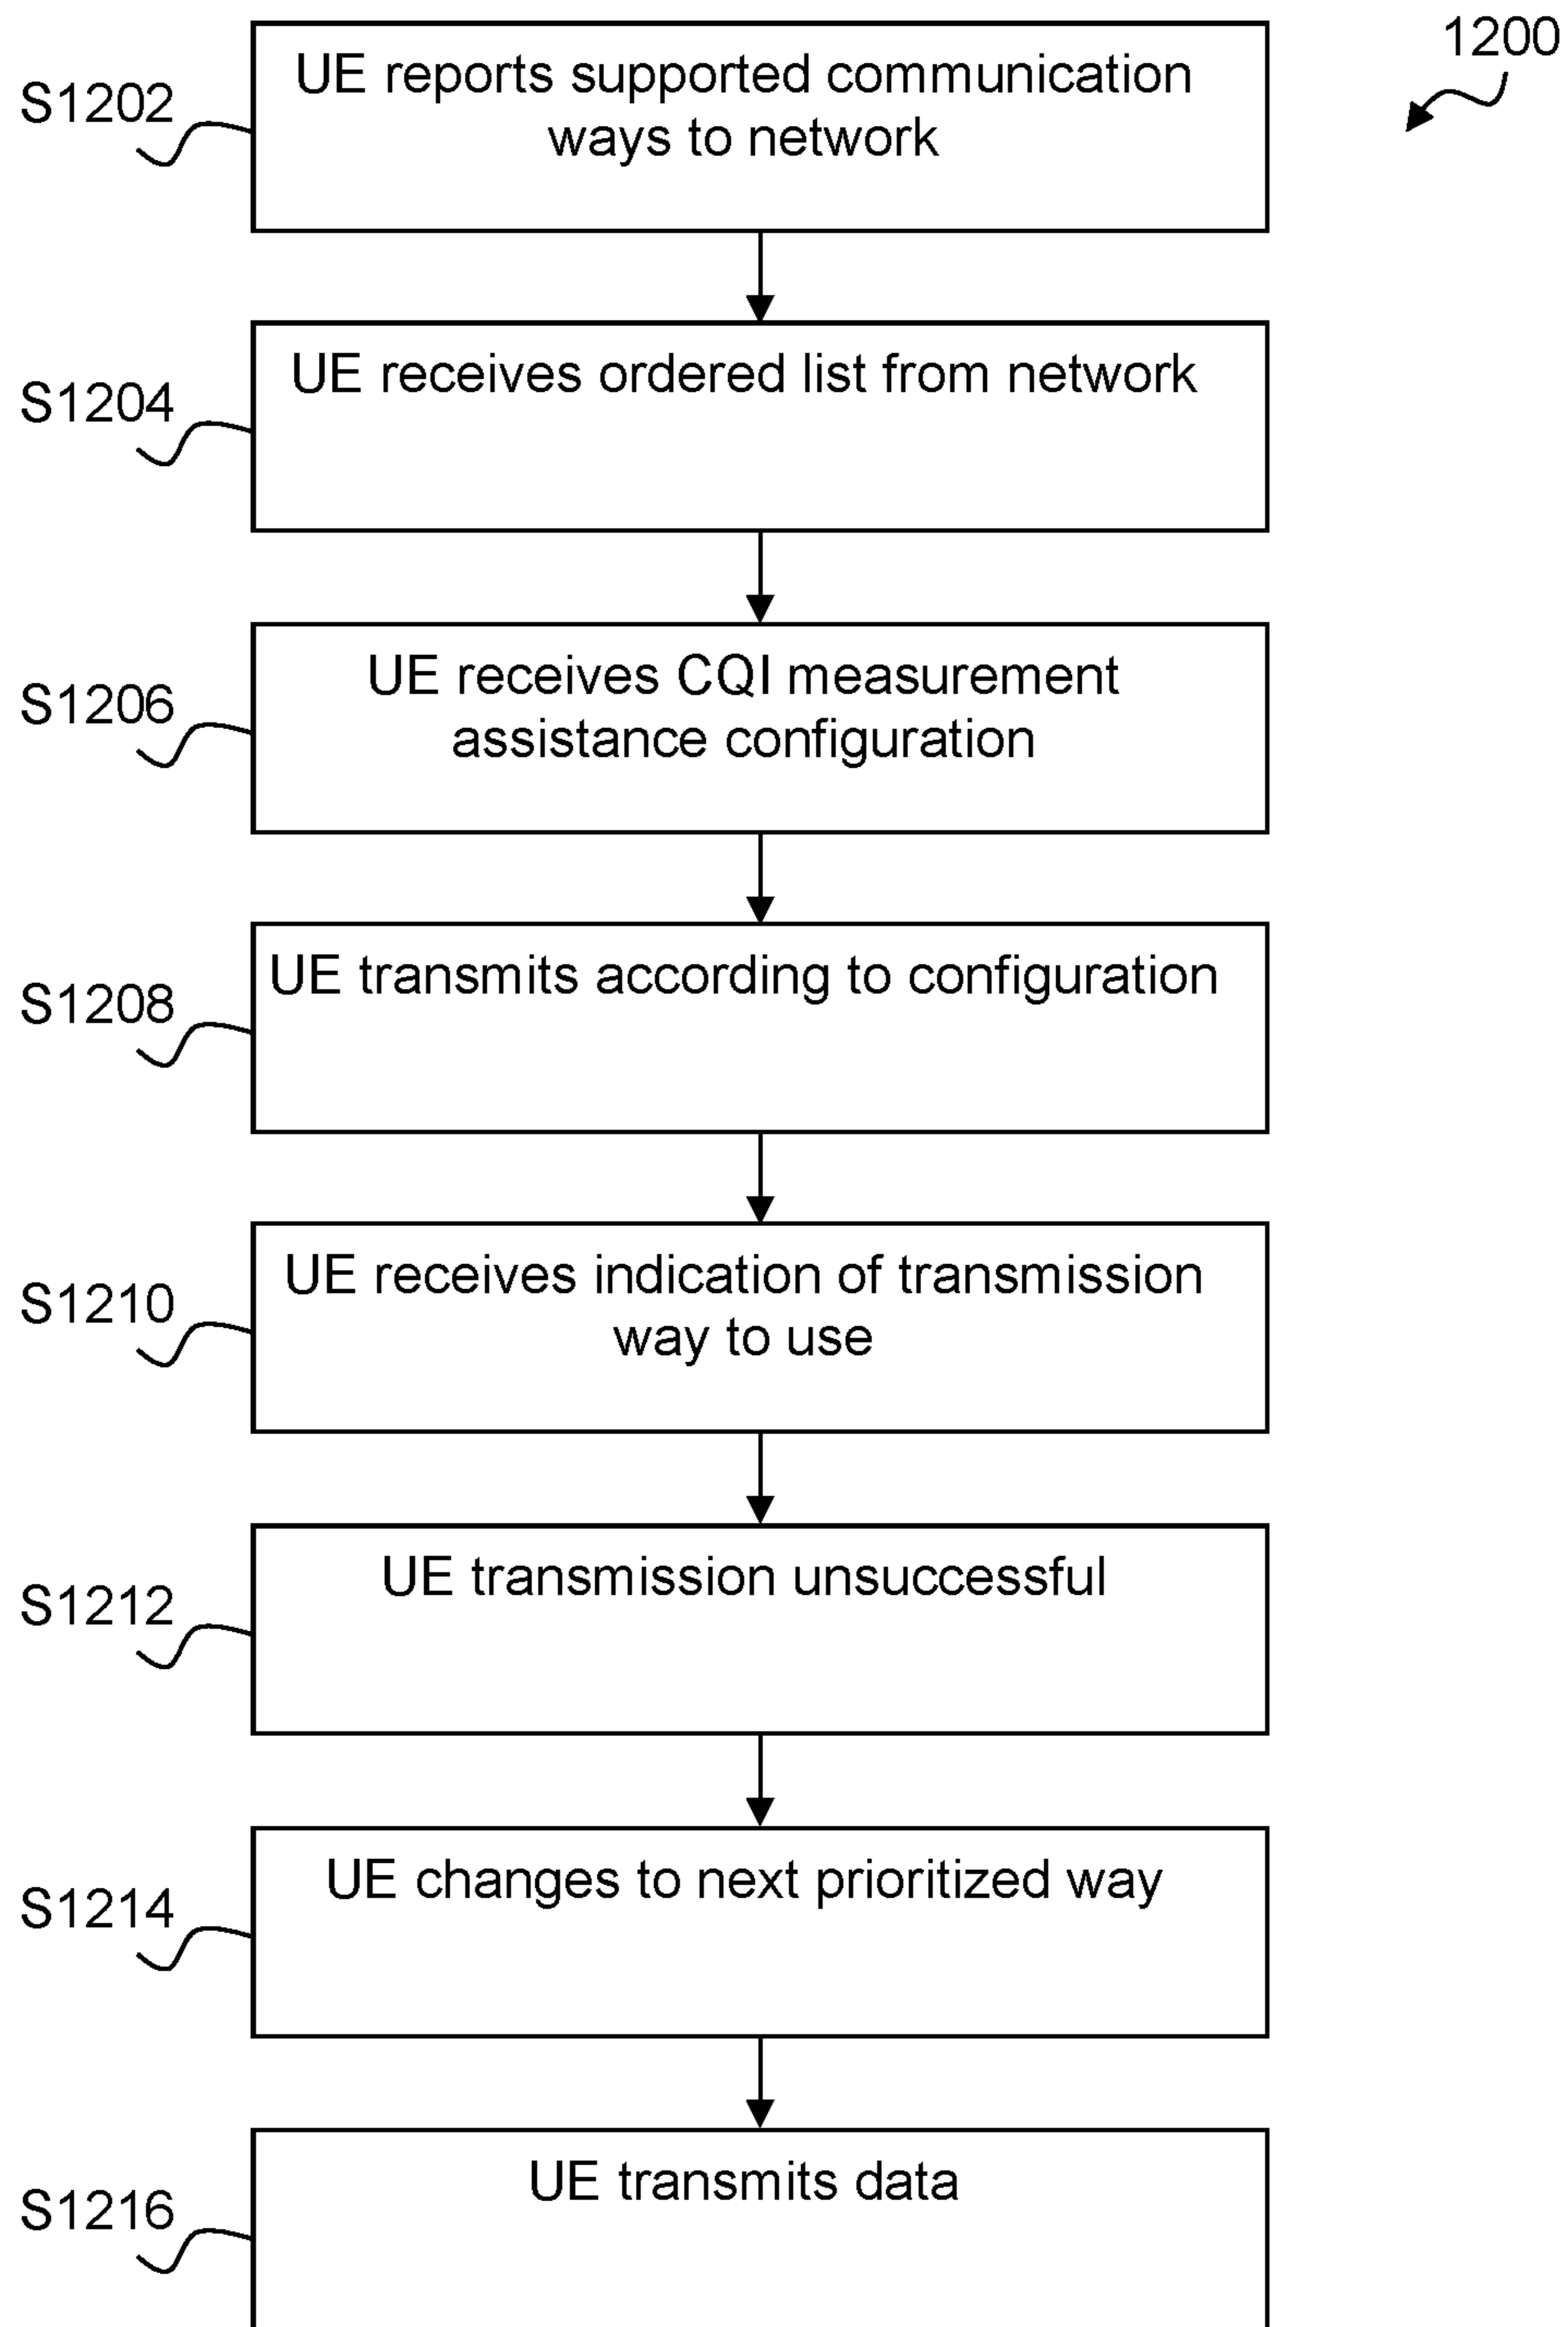 1200
S1202
UE reports supported communication
ways to network
S1204
UE receives ordered list from network
S1206
UE receives CQI measurement
assistance configuration
S1208
UE transmits according to configuration
S1210
UE receives indication of transmission
way to use
S1212
UE transmission unsuccessful
S1214
UE changes to next prioritized way
S1216
UE transmits data